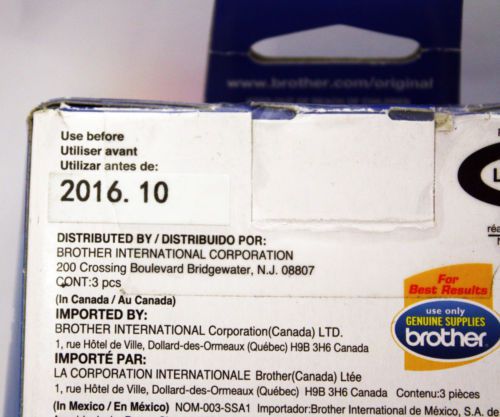 www.brother.com/original
Use before
Utiliser avant
Utilizar antes de:
2016. 10
DISTRIBUTED BY / DISTRIBUIDO POR:
BROTHER INTERNATIONAL CORPORATION
200 Crossing Boulevard Bridgewater, N.J. 08807
CONT:3 pcs
(In Canada / Au Canada)
IMPORTED BY:
BROTHER INTERNATIONAL Corporation(Canada) LTD.
1, rue Hôtel de Ville, Dollard-des-Ormeaux (Québec) H9B 3H6 Canada
IMPORTÉ PAR:
LA CORPORATION INTERNATIONALE Brother(Canada) Ltée
1, rue Hôtel de Ville, Dollard-des-Ormeaux (Québec) H9B 3H6 Canada Contenu:3 pièces
(In Mexico / En México) NOM-003-SSA1 Importador:Brother International de México, S.A. de
For
Best Results
use only
GENUINE SUPPLIES
brother